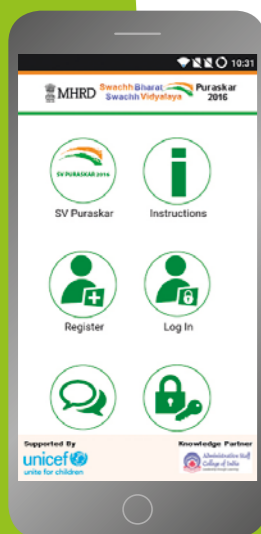 10:31
MHRD Swachh Bharat Swachh Vidyalaya Puraskar 2016
SV PURASKAR 2016
SV Puraskar Instructions
Register Log In
Supported By Knowledge Partner
unicef Administrative Staff
unite for children College of India